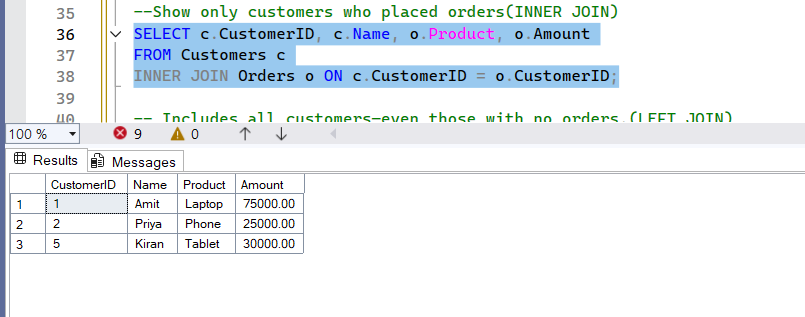 35 --Show only customers who placed orders(INNER JOIN)
36 SELECT c.CustomerID, c.Name, o.Product, o.Amount
37 FROM Customers c
38 INNER JOIN Orders o ON c.CustomerID = o.CustomerID;
39
40 -- Includes all customers—even those with no orders.(LEFT JOIN)
100 % 9 0
Results Messages
CustomerID Name Product Amount
1 1 Amit Laptop 75000.00
2 2 Priya Phone 25000.00
3 5 Kiran Tablet 30000.00